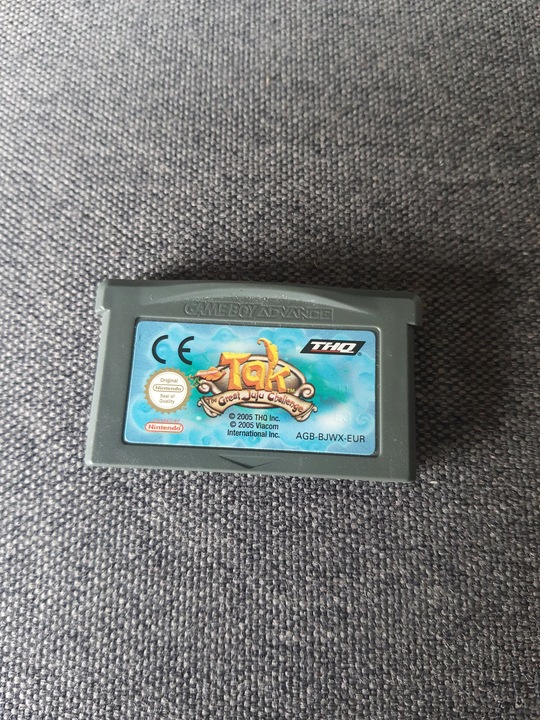 GAME BOY ADVANCE
CE
THQ
Original
Nintendo
Seal of
Quality
Tak™
The Great Juju Challenge
© 2005 THQ Inc.
© 2005 Viacom
International Inc.
Nintendo
AGB-BJWX-EUR